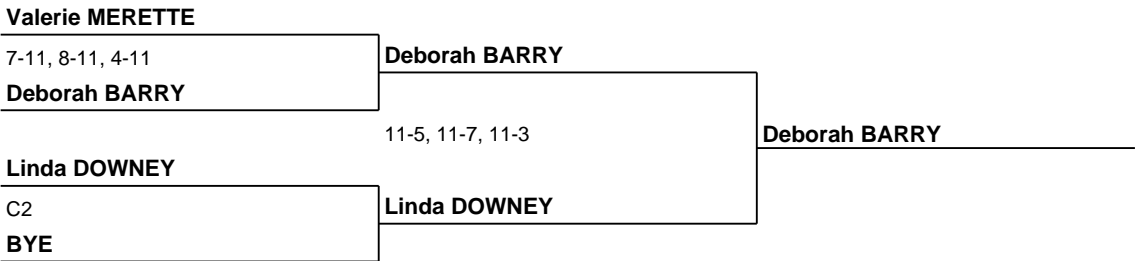 Valerie MERETTE
7-11, 8-11, 4-11
Deborah BARRY
Deborah BARRY
11-5, 11-7, 11-3
Deborah BARRY
Linda DOWNEY
C2
Linda DOWNEY
BYE